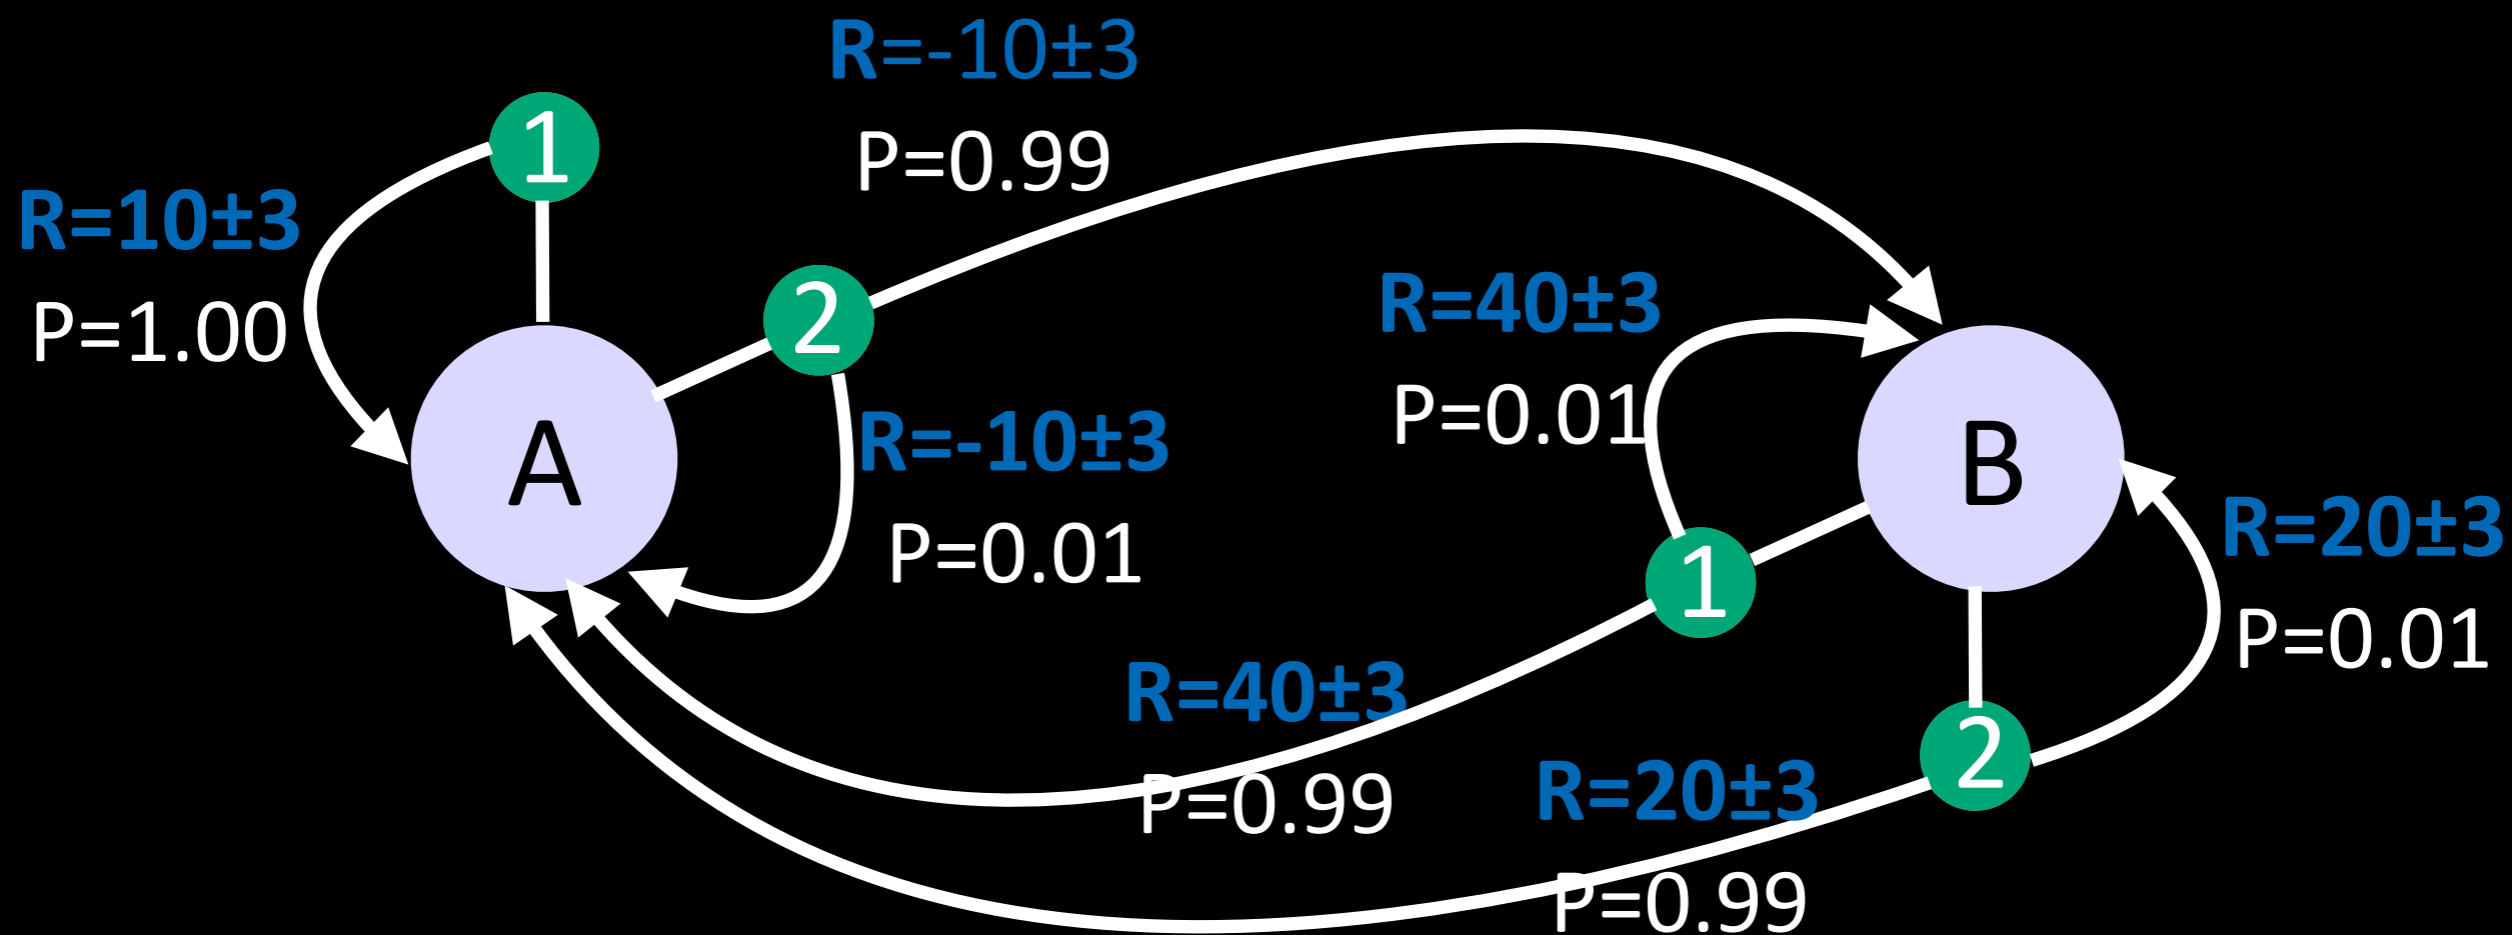 R=-10±3
P=0.99
1
R=10±3
P=1.00
2
R=40±3
P=0.01
A
R=-10±3
P=0.01
B
R=20±3
P=0.01
1
R=40±3
P=0.99
2
R=20±3
P=0.99